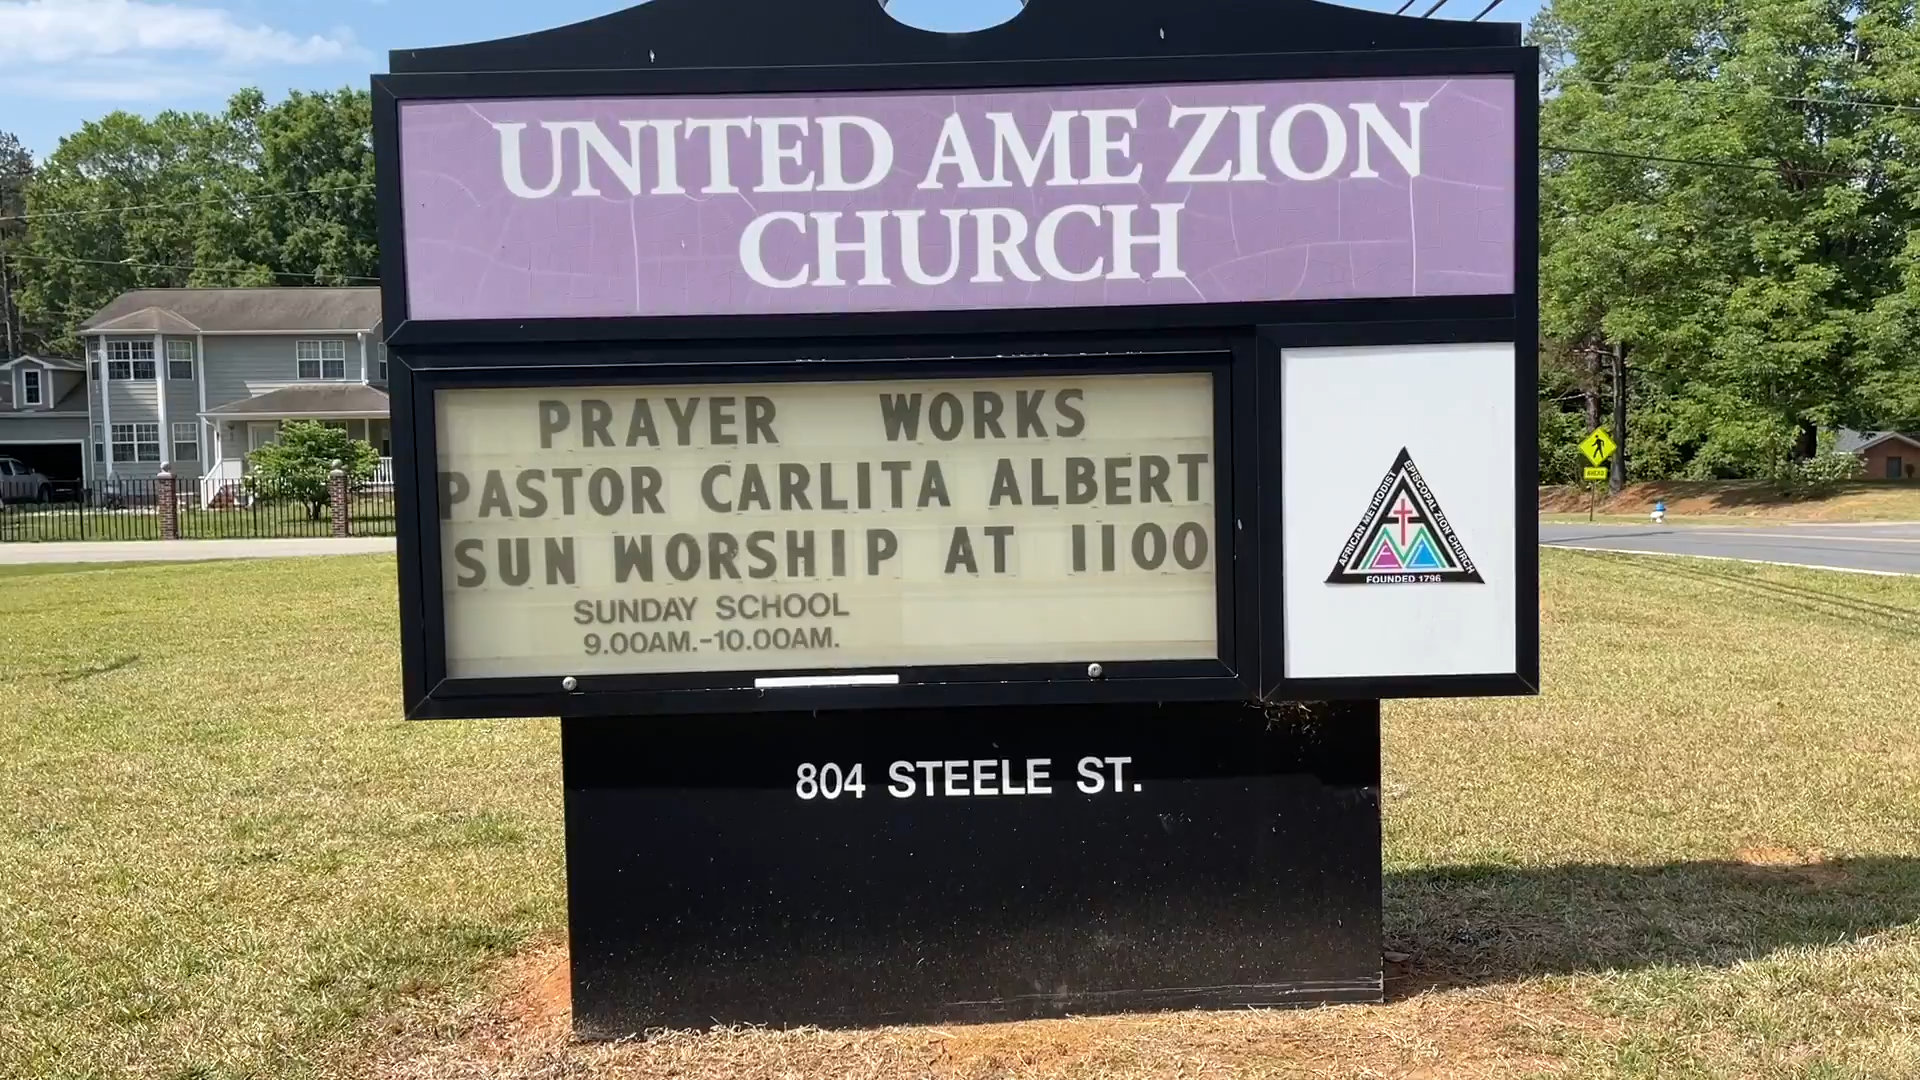 UNITED AME ZION
CHURCH
PRAYER WORKS
PASTOR CARLITA ALBERT
SUN WORSHIP AT 1100
SUNDAY SCHOOL
9.00AM.-10.00AM.
AFRICAN METHODIST
EPISCOPAL ZION CHURCH
FOUNDED 1796
804 STEELE ST.
AHEAD